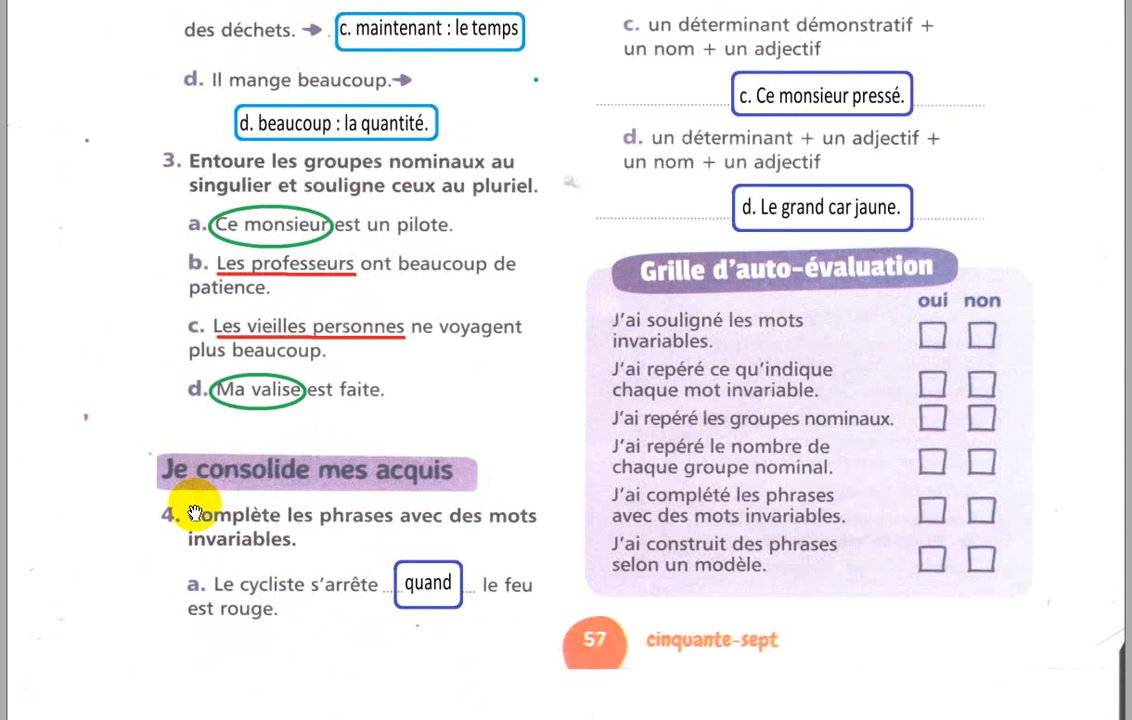 des déchets. → . c. maintenant : le temps
d. Il mange beaucoup.→
d. beaucoup : la quantité.
3. Entoure les groupes nominaux au
singulier et souligne ceux au pluriel.
a. Ce monsieur est un pilote.
b. Les professeurs ont beaucoup de
patience.
c. Les vieilles personnes ne voyagent
plus beaucoup.
d. Ma valise est faite.
Je consolide mes acquis
4. Complète les phrases avec des mots
invariables.
a. Le cycliste s'arrête .... quand .... le feu
est rouge.
c. un déterminant démonstratif +
un nom + un adjectif
c. Ce monsieur pressé.
d. un déterminant + un adjectif +
un nom + un adjectif
d. Le grand car jaune.
Grille d'auto-évaluation
oui non
J'ai souligné les mots
invariables.
J'ai repéré ce qu'indique
chaque mot invariable.
J'ai repéré les groupes nominaux.
J'ai repéré le nombre de
chaque groupe nominal.
J'ai complété les phrases
avec des mots invariables.
J'ai construit des phrases
selon un modèle.
57 cinquante-sept